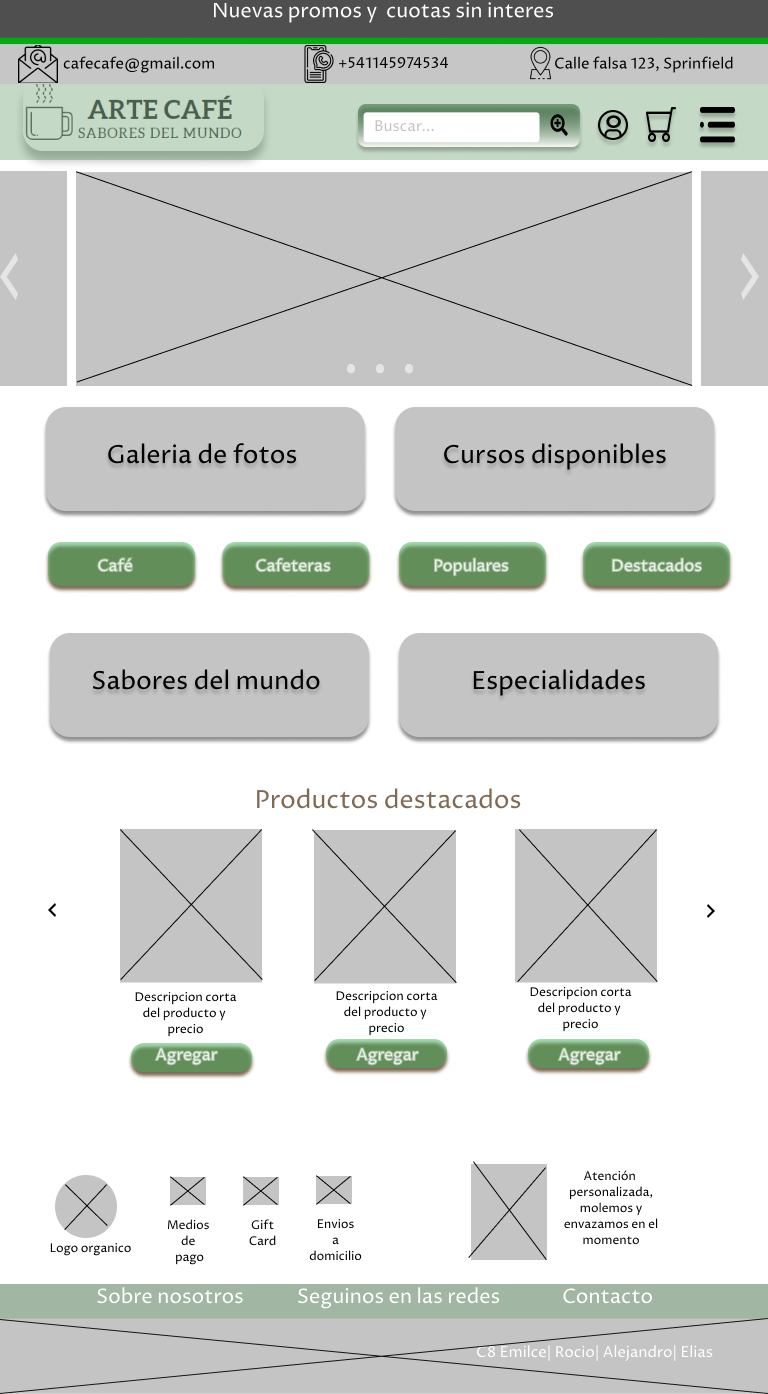 Nuevas promos y cuotas sin interes
cafecafe@gmail.com
+541145974534
Calle falsa 123, Sprinfield
ARTE CAFÉ
SABORES DEL MUNDO
Buscar...
Galeria de fotos
Cursos disponibles
Café
Cafeteras
Populares
Destacados
Sabores del mundo
Especialidades
Productos destacados
Descripcion corta
del producto y
precio
Agregar
Descripcion corta
del producto y
precio
Agregar
Descripcion corta
del producto y
precio
Agregar
Logo organico
Medios
de
pago
Gift
Card
Envios
a
domicilio
Atención
personalizada,
molemos y
envazamos en el
momento
Sobre nosotros
Seguinos en las redes
Contacto
C8 Emilce| Rocio| Alejandro| Elias